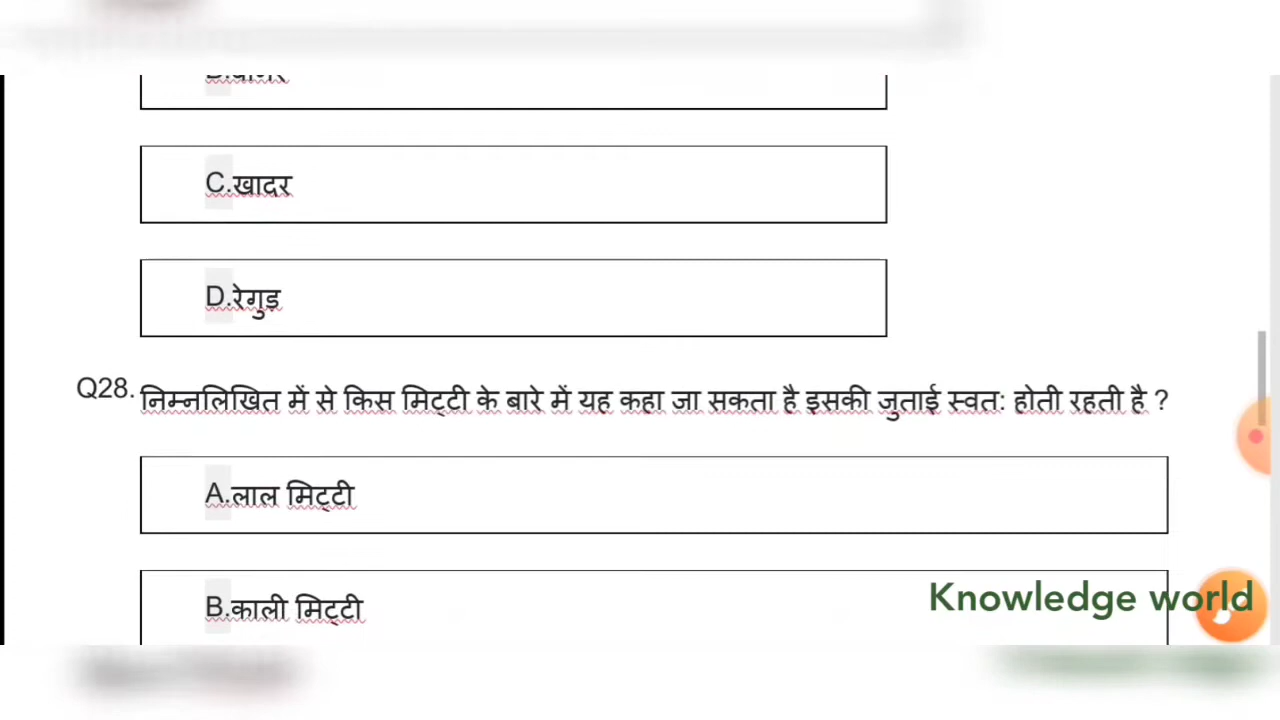 C.खादर
D.रेगुड़
Q28. निम्नलिखित में से किस मिट्टी के बारे में यह कहा जा सकता है इसकी जुताई स्वतः होती रहती है ?
A.लाल मिट्टी
B.काली मिट्टी
Knowledge world